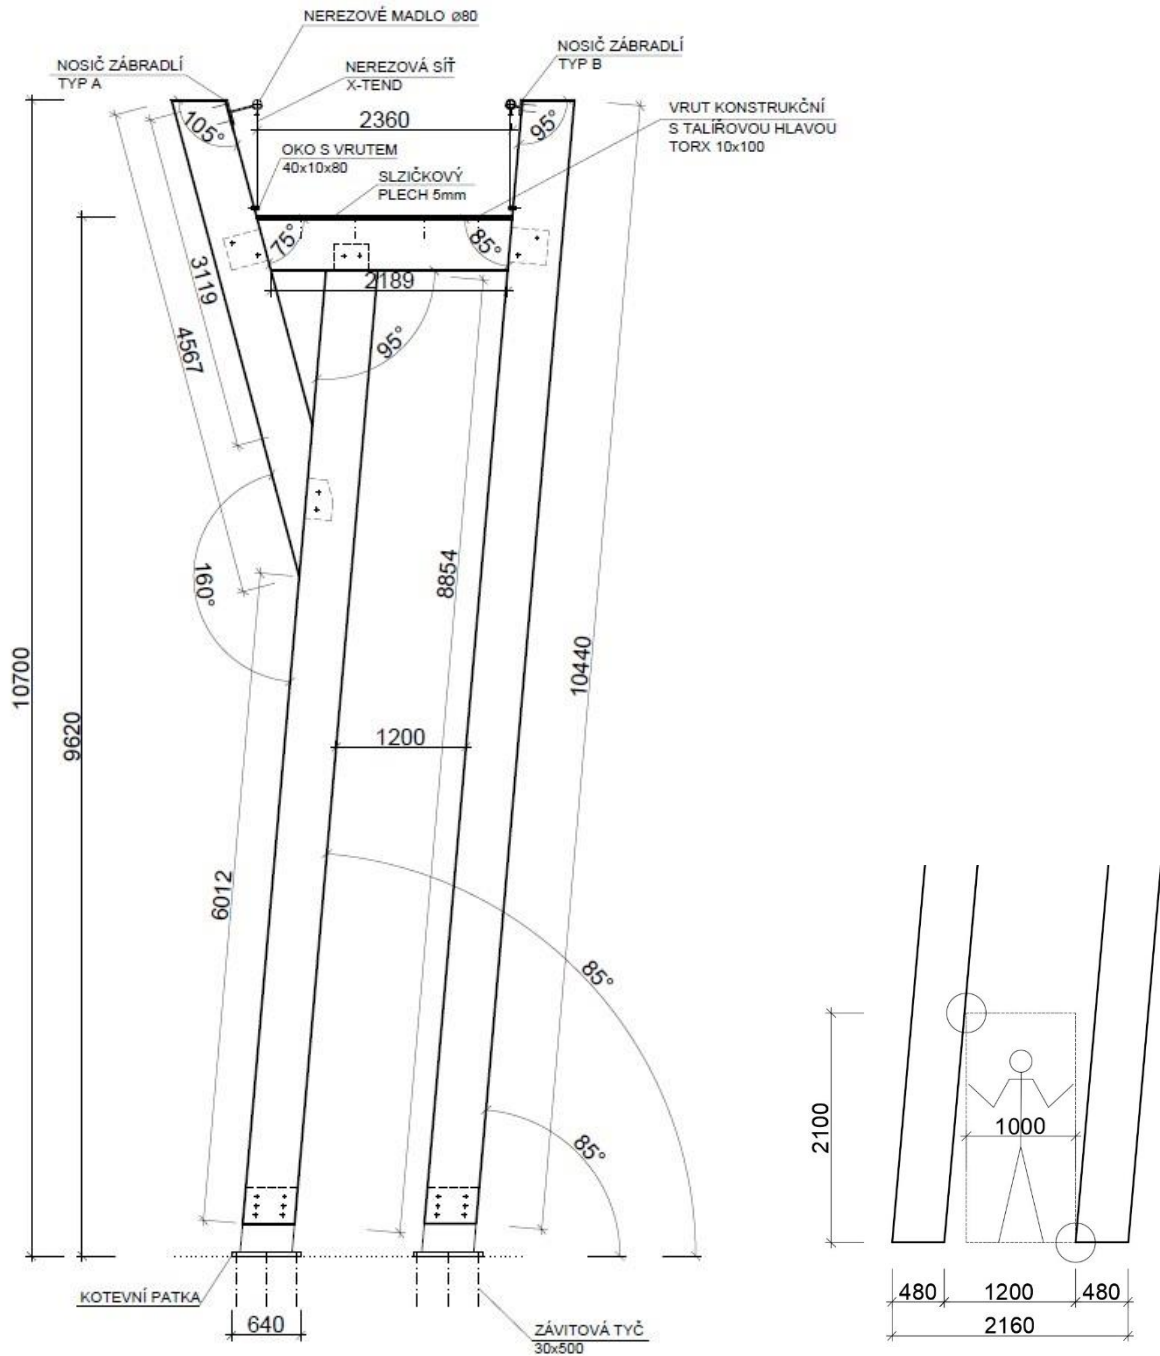 NEREZOVÉ MADLO ⌀80
NOSIČ ZÁBRADLÍ
TYP A
NEREZOVÁ SÍŤ
X-TEND
NOSIČ ZÁBRADLÍ
TYP B
VRUT KONSTRUKČNÍ
S TALÍŘOVOU HLAVOU
TORX 10x100
2360
105°
95°
OKO S VRUTEM
40x10x80
SLZIČKOVÝ
PLECH 5mm
75°
85°
2189
3119
4567
95°
160°
8854
10440
10700
9620
1200
6012
85°
85°
KOTEVNÍ PATKA
640
ZÁVITOVÁ TYČ
30x500
2100
1000
480
1200
480
2160